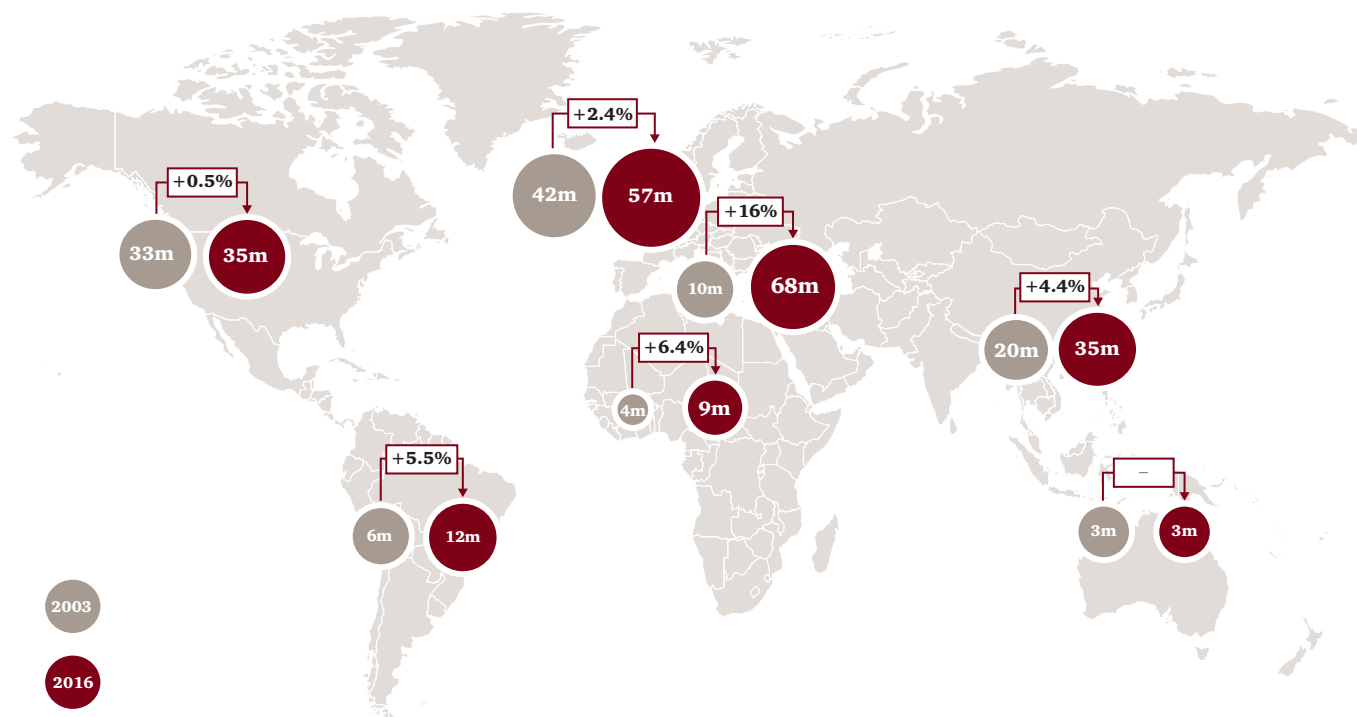 +2.4%
42m
57m
+0.5%
33m
35m
+16%
10m
68m
+4.4%
20m
35m
+6.4%
4m
9m
+5.5%
6m
12m
–
3m
3m
2003
2016